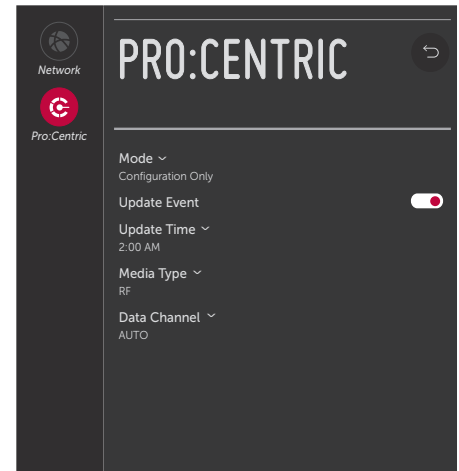 Network
Pro:Centric
PRO:CENTRIC
Mode
Configuration Only
Update Event
Update Time
2:00 AM
Media Type
RF
Data Channel
AUTO